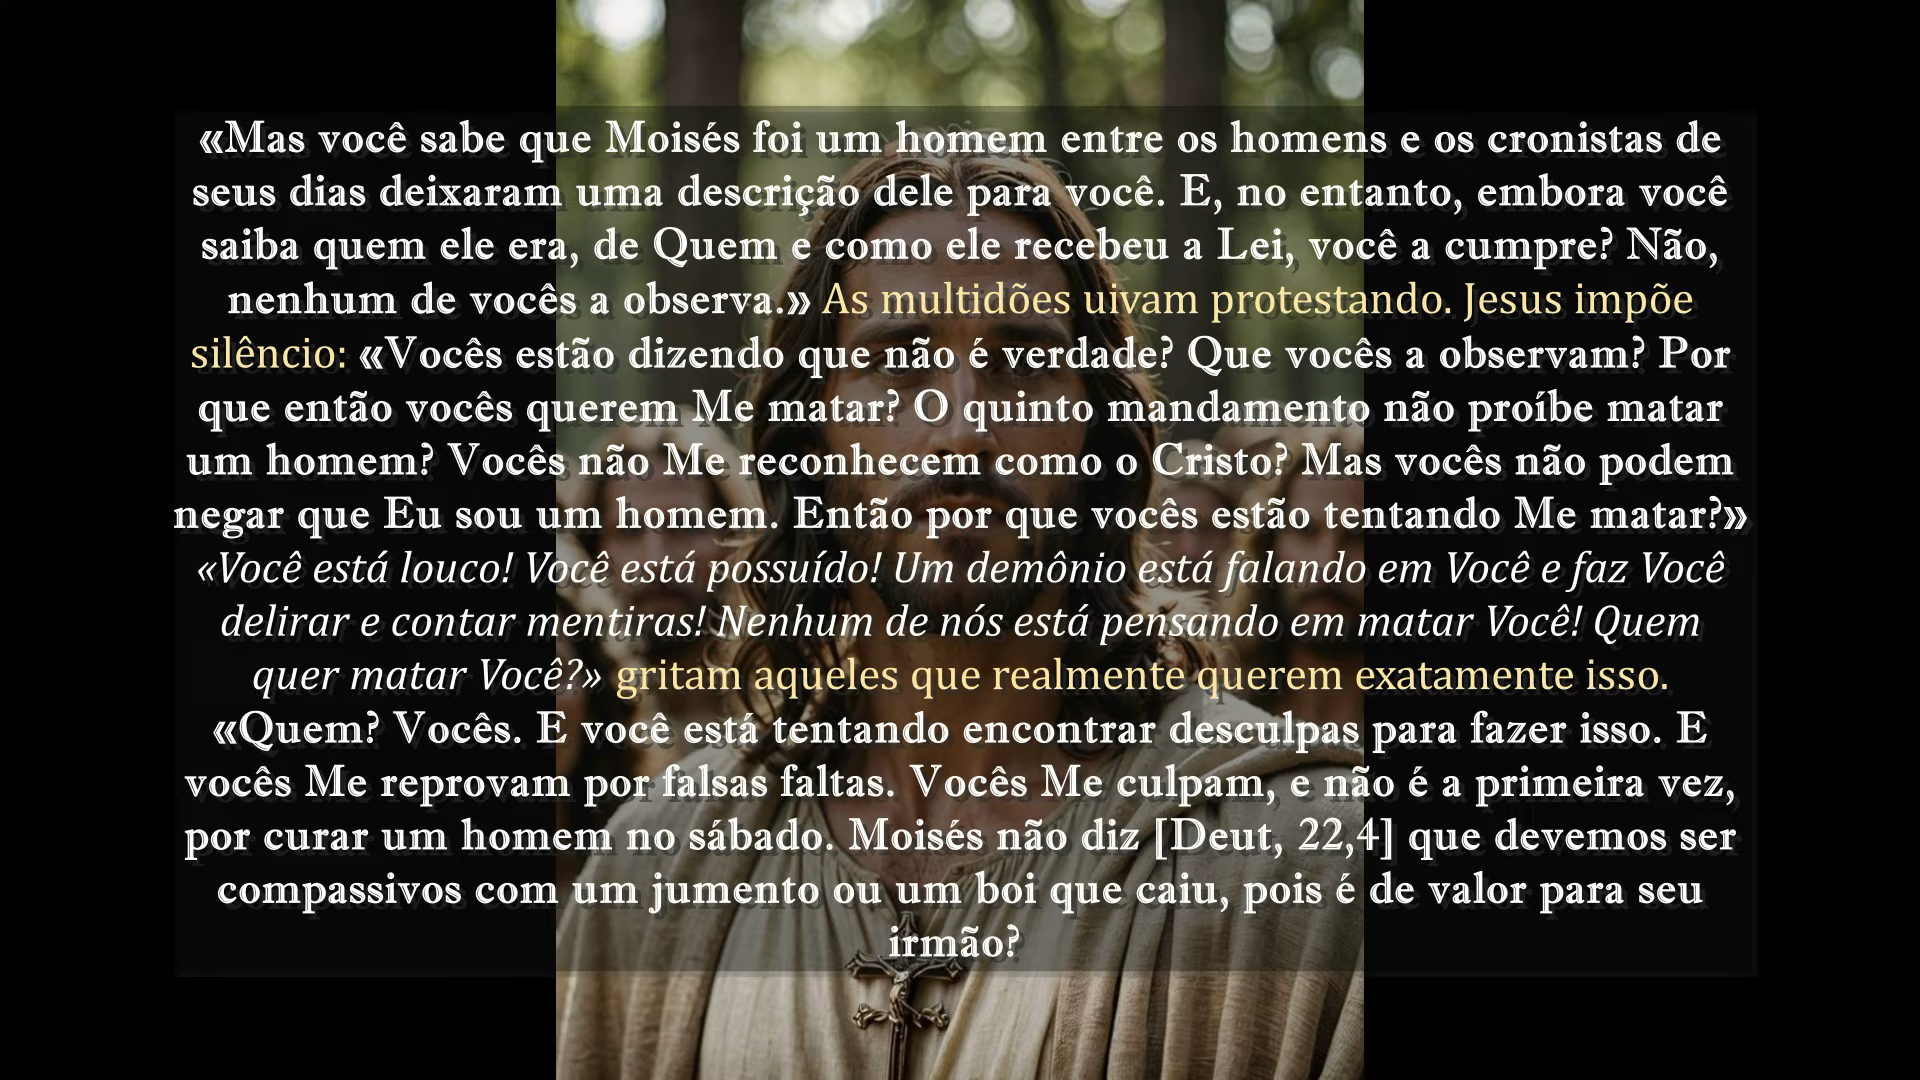 «Mas você sabe que Moisés foi um homem entre os homens e os cronistas de
seus dias deixaram uma descrição dele para você. E, no entanto, embora você
saiba quem ele era, de Quem e como ele recebeu a Lei, você a cumpre? Não,
nenhum de vocês a observa.» As multidões uivam protestando. Jesus impõe
silêncio: «Vocês estão dizendo que não é verdade? Que vocês a observam? Por
que então vocês querem Me matar? O quinto mandamento não proíbe matar
um homem? Vocês não Me reconhecem como o Cristo? Mas vocês não podem
negar que Eu sou um homem. Então por que vocês estão tentando Me matar?»
«Você está louco! Você está possuído! Um demônio está falando em Você e faz Você
delirar e contar mentiras! Nenhum de nós está pensando em matar Você! Quem
quer matar Você?» gritam aqueles que realmente querem exatamente isso.
«Quem? Vocês. E você está tentando encontrar desculpas para fazer isso. E
vocês Me reprovam por falsas faltas. Vocês Me culpam, e não é a primeira vez,
por curar um homem no sábado. Moisés não diz [Deut, 22,4] que devemos ser
compassivos com um jumento ou um boi que caiu, pois é de valor para seu
irmão?